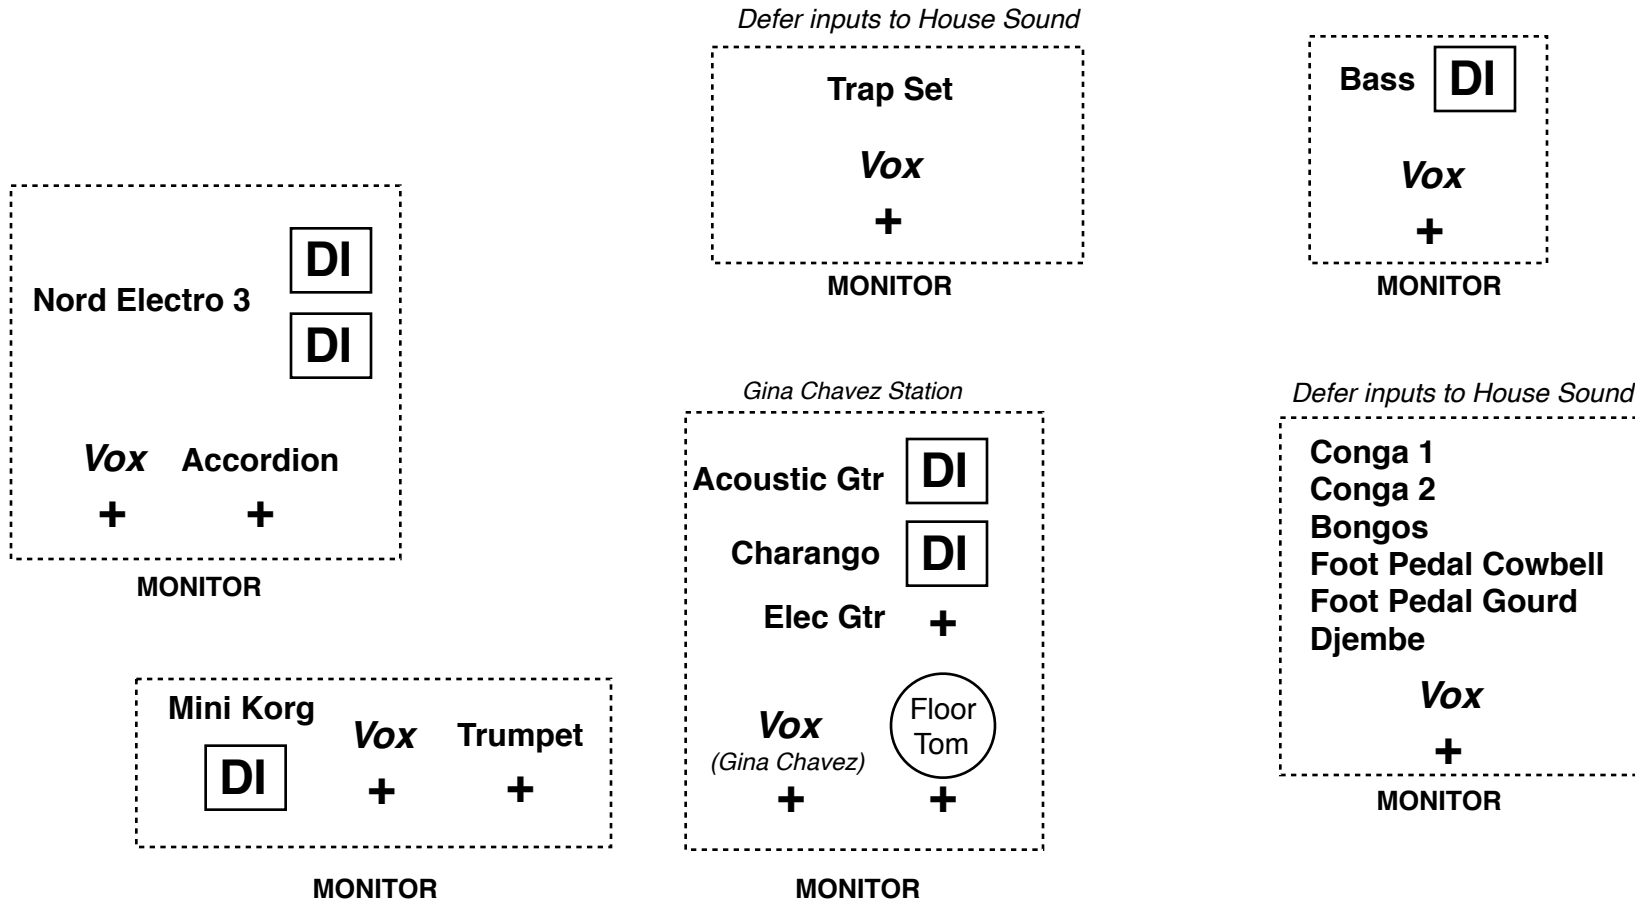 Defer inputs to House Sound
Trap Set
Vox
+
MONITOR
Bass DI
Vox
+
MONITOR
DI
Nord Electro 3
DI
Vox Accordion
+ +
MONITOR
Gina Chavez Station
Acoustic Gtr DI
Charango DI
Elec Gtr +
Vox
(Gina Chavez)
Floor
Tom
+ +
MONITOR
Defer inputs to House Sound
Conga 1
Conga 2
Bongos
Foot Pedal Cowbell
Foot Pedal Gourd
Djembe
Vox
+
MONITOR
Mini Korg
DI
Vox
+
Trumpet
+
MONITOR